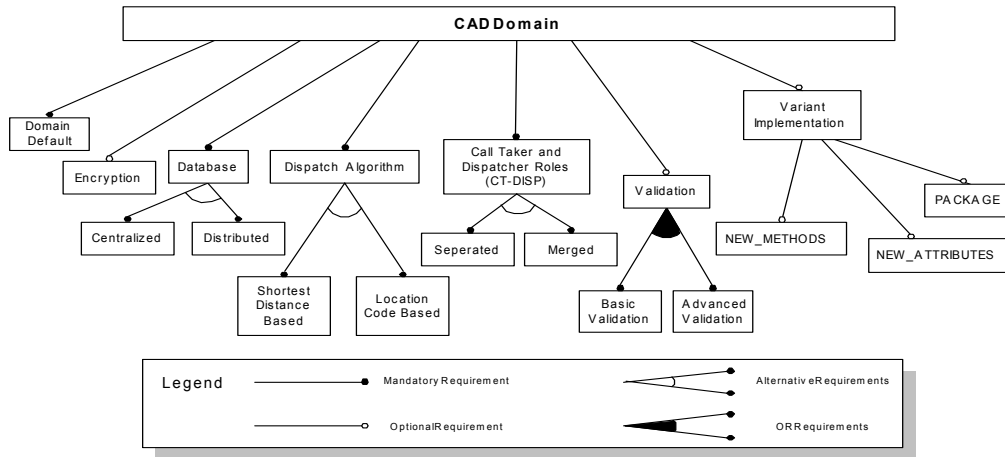 CAD Domain
Domain
Default
Encryption
Database
Dispatch Algorithm
Call Taker and
Dispatcher Roles
(CT-DISP)
Validation
Variant
Implementation
Centralized
Distributed
Seperated
Merged
NEW_METHODS
NEW_ATTRIBUTES
PACKAGE
Shortest
Distance
Based
Location
Code Based
Basic
Validation
Advanced
Validation
Legend
Mandatory Requirement
Alternative Requirements
Optional Requirement
OR Requirements